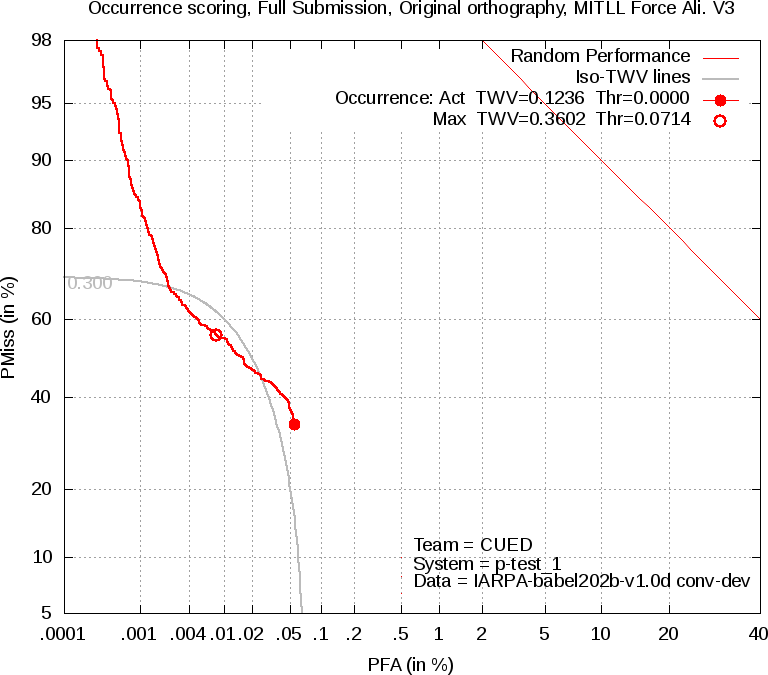 Occurrence scoring, Full Submission, Original orthography, MITLL Force Ali. V3
Random Performance
Iso-TWV lines
Occurrence: Act TWV=0.1236 Thr=0.0000
Max TWV=0.3602 Thr=0.0714
98
95
90
80
60
40
20
10
5
PMiss (in %)
0.300
Team = CUED
System = p-test_1
Data = IARPA-babel202b-v1.0d conv-dev
.0001 .001 .004 .01 .02 .05 .1 .2 .5 1 2 5 10 20 40
PFA (in %)